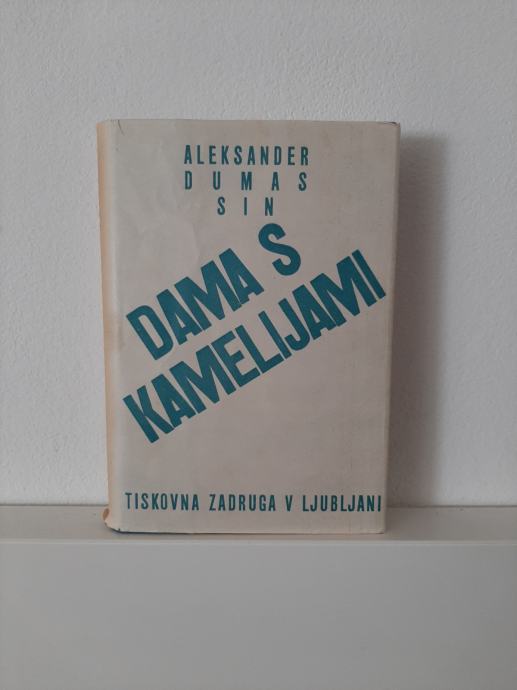 ALEKSANDER
DUMAS
SIN
DAMA S
KAMELIJAMI
TISKOVNA ZADRUGA V LJUBLJANI